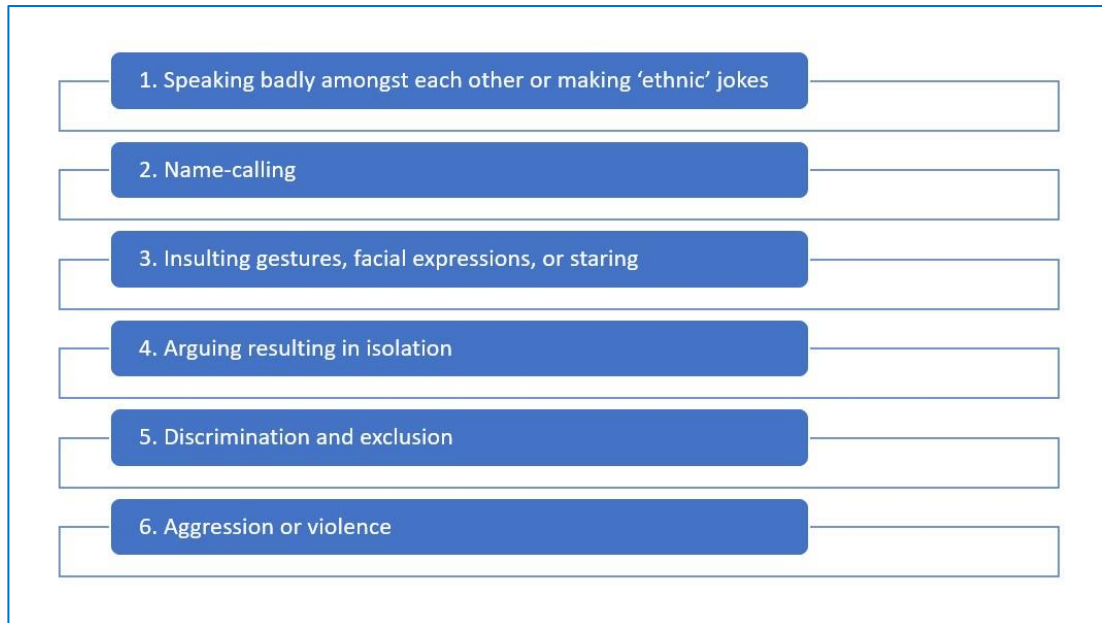 1. Speaking badly amongst each other or making ‘ethnic’ jokes
2. Name-calling
3. Insulting gestures, facial expressions, or staring
4. Arguing resulting in isolation
5. Discrimination and exclusion
6. Aggression or violence